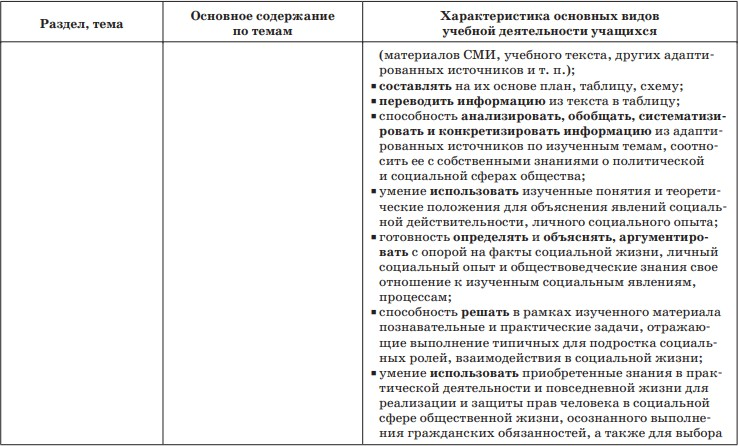 Раздел, тема
Основное содержание
по темам
Характеристика основных видов
учебной деятельности учащихся
(материалов СМИ, учебного текста, других адапти-
рованных источников и т. п.);
▪ составлять на их основе план, таблицу, схему;
▪ переводить информацию из текста в таблицу;
▪ способность анализировать, обобщать, систематизи-
ровать и конкретизировать информацию из адапти-
рованных источников по изученным темам, соотно-
сить ее с собственными знаниями о политической
и социальной сферах общества;
▪ умение использовать изученные понятия и теорети-
ческие положения для объяснения явлений социаль-
ной действительности, личного социального опыта;
▪ готовность определять и объяснять, аргументиро-
вать с опорой на факты социальной жизни, личный
социальный опыт и обществоведческие знания свое
отношение к изученным социальным явлениям,
процессам;
▪ способность решать в рамках изученного материала
познавательные и практические задачи, отражаю-
щие выполнение типичных для подростка социаль-
ных ролей, взаимодействия в социальной жизни;
▪ умение использовать приобретенные знания в прак-
тической деятельности и повседневной жизни для
реализации и защиты прав человека в социальной
сфере общественной жизни, осознанного выполне-
ния гражданских обязанностей, а также для выбора